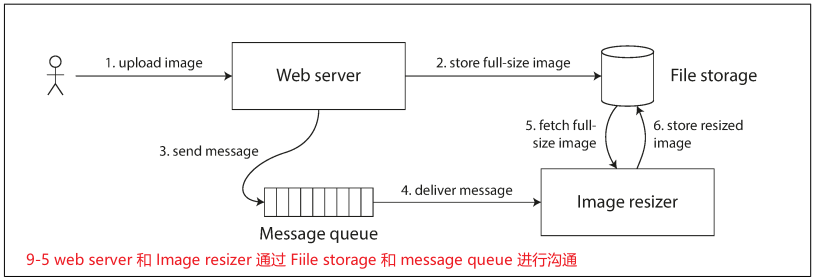 1. upload image
Web server
2. store full-size image
File storage
3. send message
5. fetch full-
size image
6. store resized
image
4. deliver message
Message queue
Image resizer
9-5 web server 和 Image resizer 通过 Fiile storage 和 message queue 进行沟通